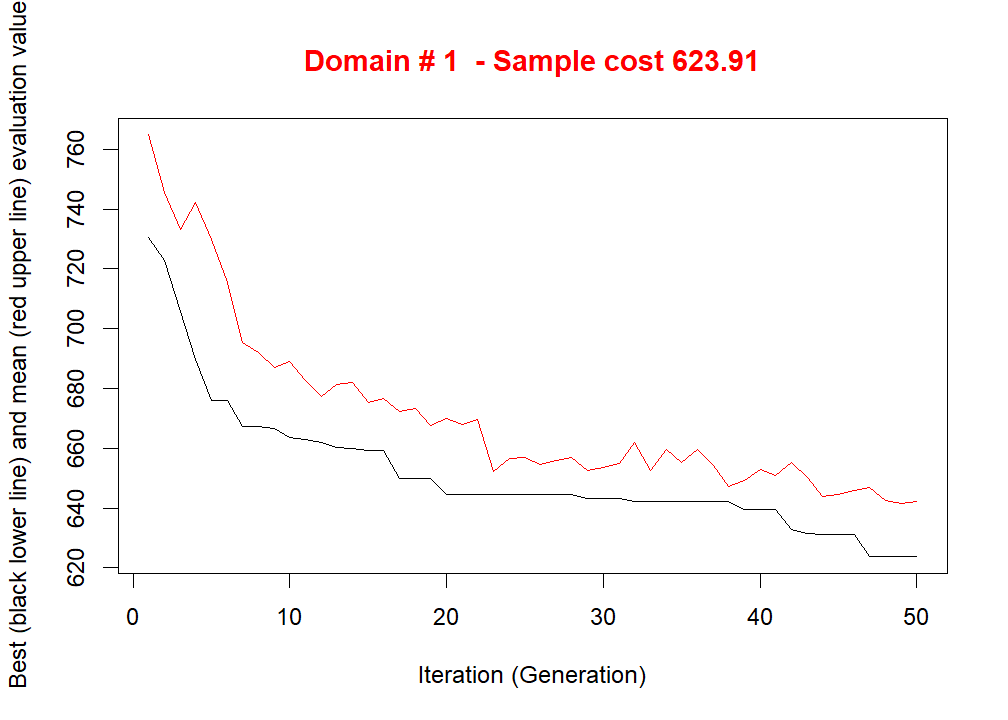 Domain # 1  - Sample cost 623.91
Best (black lower line) and mean (red upper line) evaluation value
760
740
720
700
680
660
640
620
0 10 20 30 40 50
Iteration (Generation)